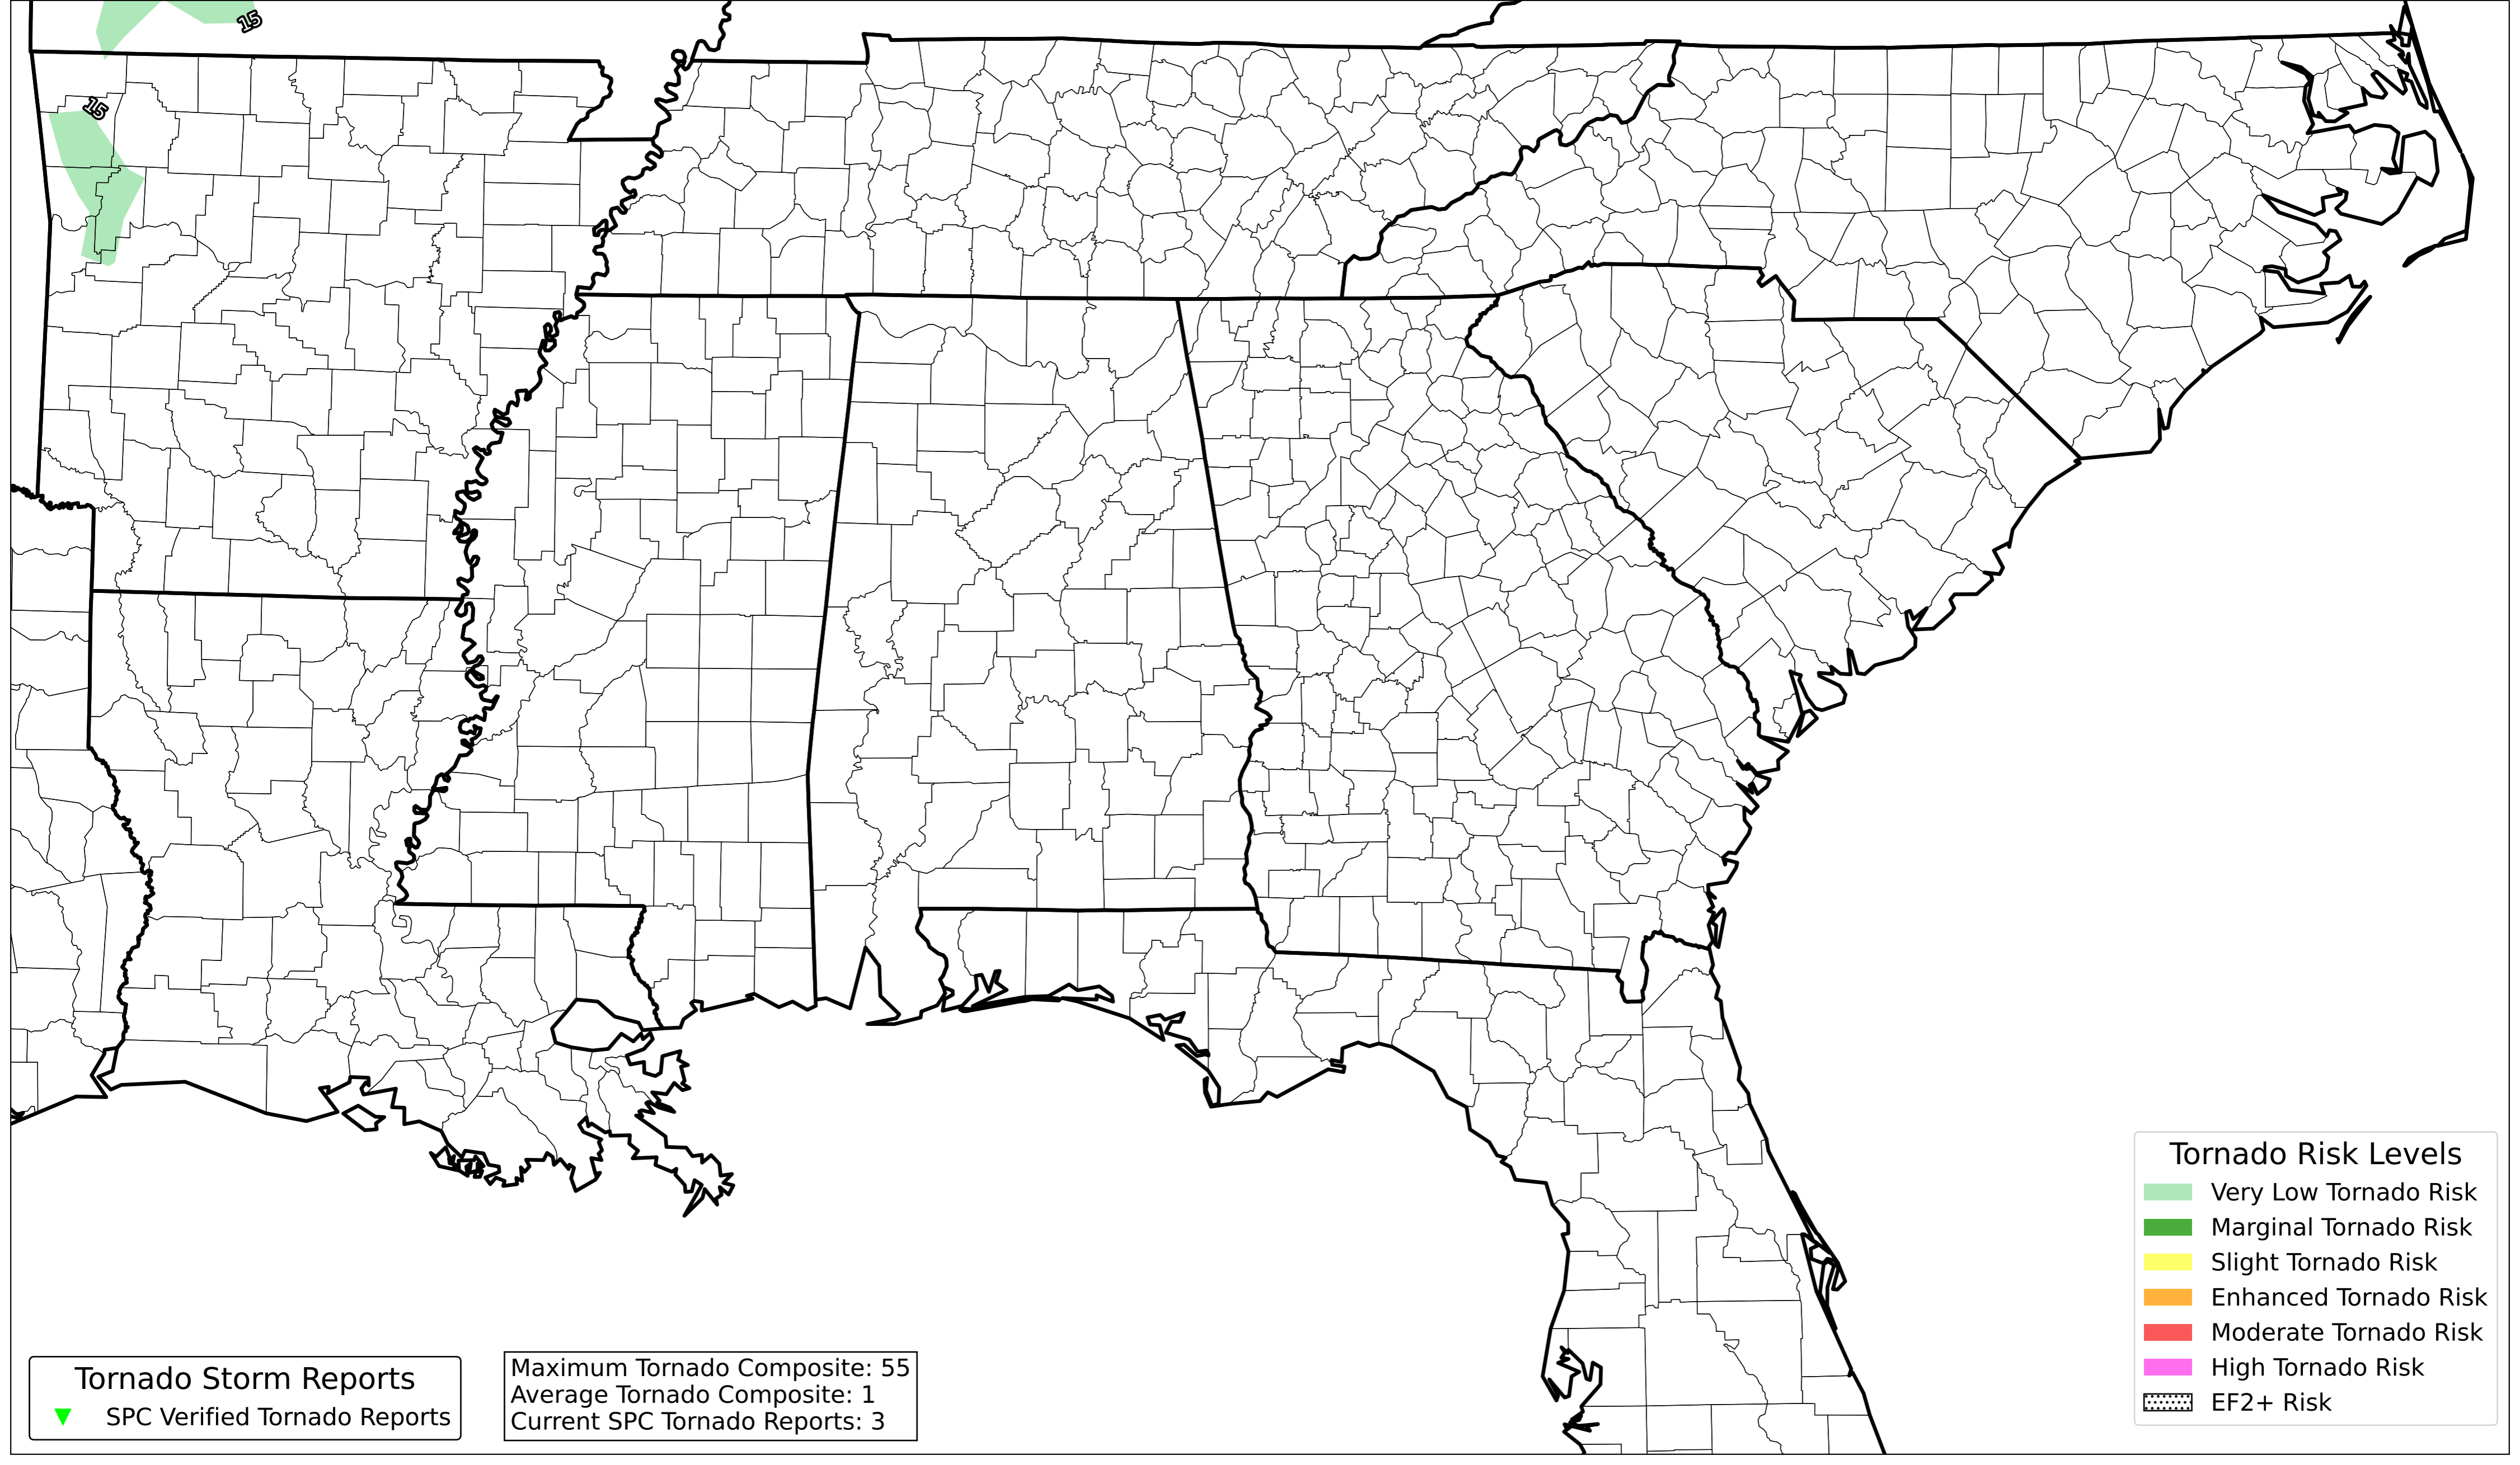 15
15
Tornado Risk Levels
Very Low Tornado Risk
Marginal Tornado Risk
Slight Tornado Risk
Enhanced Tornado Risk
Moderate Tornado Risk
High Tornado Risk
EF2+ Risk
Tornado Storm Reports
SPC Verified Tornado Reports
Maximum Tornado Composite: 55
Average Tornado Composite: 1
Current SPC Tornado Reports: 3